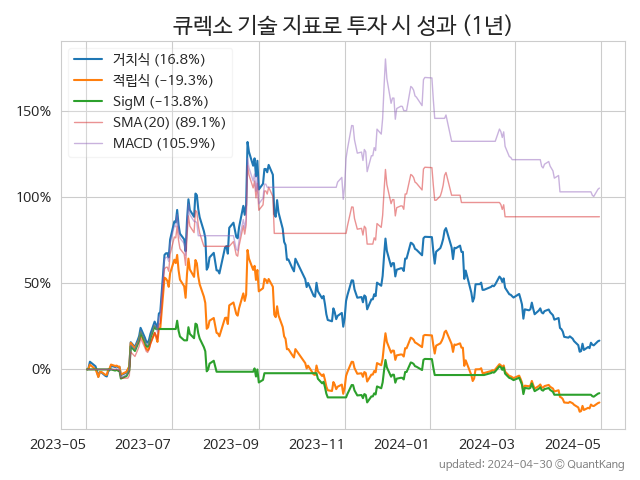 큐렉소 기술 지표로 투자 시 성과 (1년)
거치식 (16.8%)
적립식 (-19.3%)
SigM (-13.8%)
SMA(20) (89.1%)
MACD (105.9%)
150%
100%
50%
0%
2023-05 2023-07 2023-09 2023-11 2024-01 2024-03 2024-05
updated: 2024-04-30 © QuantKang